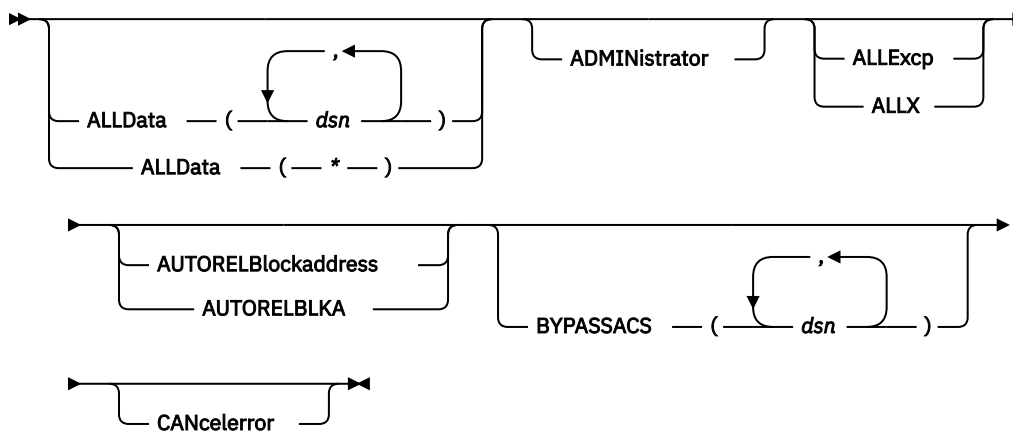 ,
ALLData ( dsn )
ALLData ( * )
ADMINistrator
ALLExcp
ALLX
AUTORELBlockaddress
AUTORELBLKA
,
BYPASSACS ( dsn )
CANcelerror